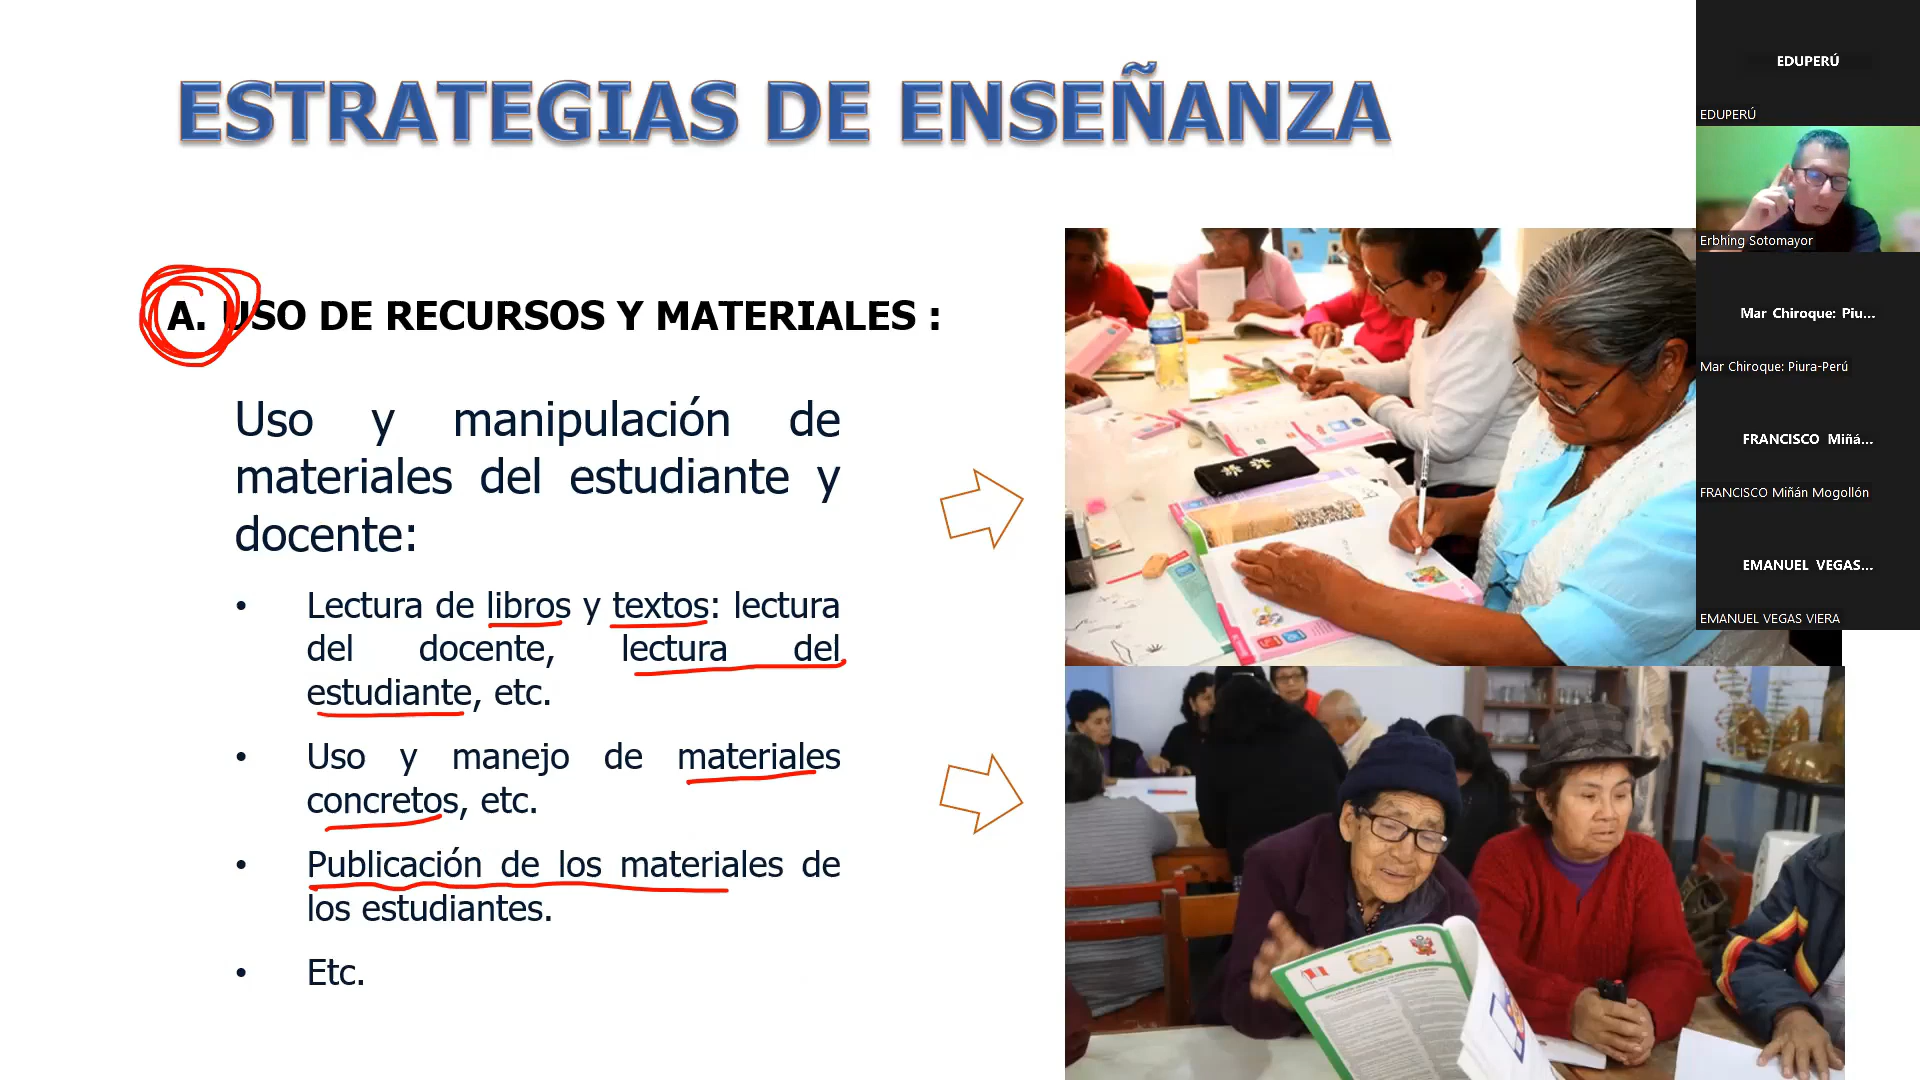 ESTRATEGIAS DE ENSEÑANZA
A. USO DE RECURSOS Y MATERIALES :
Uso y manipulación de
materiales del estudiante y
docente:
• Lectura de libros y textos: lectura
del docente, lectura del
estudiante, etc.
• Uso y manejo de materiales
concretos, etc.
• Publicación de los materiales de
los estudiantes.
• Etc.
EDUPERÚ
EDUPERÚ
Erbhing Sotomayor
Mar Chiroque: Piu...
Mar Chiroque: Piura-Perú
FRANCISCO Miñá...
FRANCISCO Miñán Mogollón
EMANUEL VEGAS...
EMANUEL VEGAS VIERA